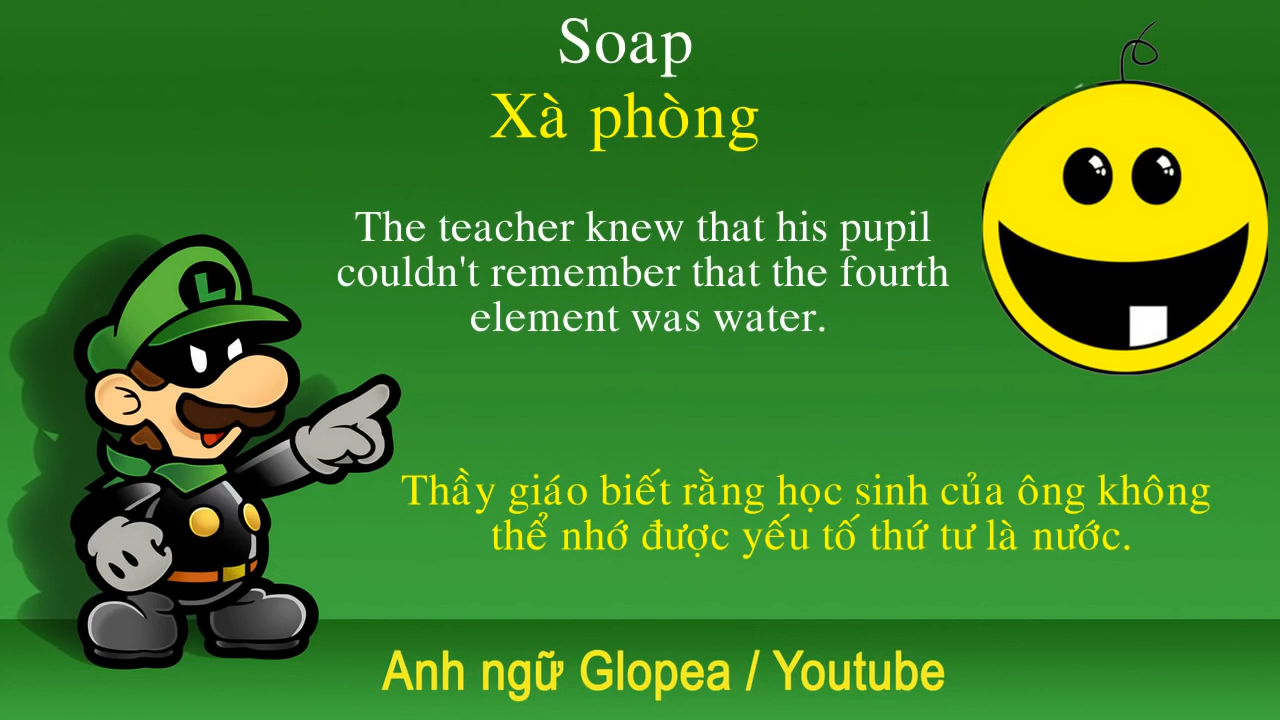 Soap
Xà phòng
The teacher knew that his pupil
couldn't remember that the fourth
element was water.
L
Thầy giáo biết rằng học sinh của ông không
thể nhớ được yếu tố thứ tư là nước.
Anh ngữ Glopea / Youtube